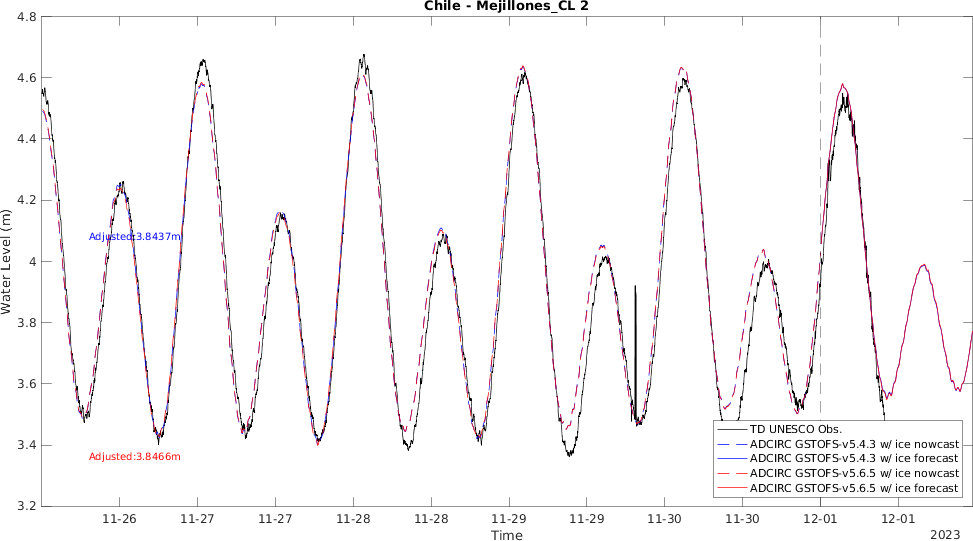 Chile - Mejillones_CL 2
4.8
4.6
4.4
4.2
4
3.8
3.6
3.4
3.2
Water Level (m)
Adjusted:3.8437m
Adjusted:3.8466m
TD UNESCO Obs.
ADCIRC GSTOFS-v5.4.3 w/ ice nowcast
ADCIRC GSTOFS-v5.4.3 w/ ice forecast
ADCIRC GSTOFS-v5.6.5 w/ ice nowcast
ADCIRC GSTOFS-v5.6.5 w/ ice forecast
11-26 11-27 11-27 11-28 11-28 11-29 11-29 11-30 11-30 12-01 12-01
Time
2023